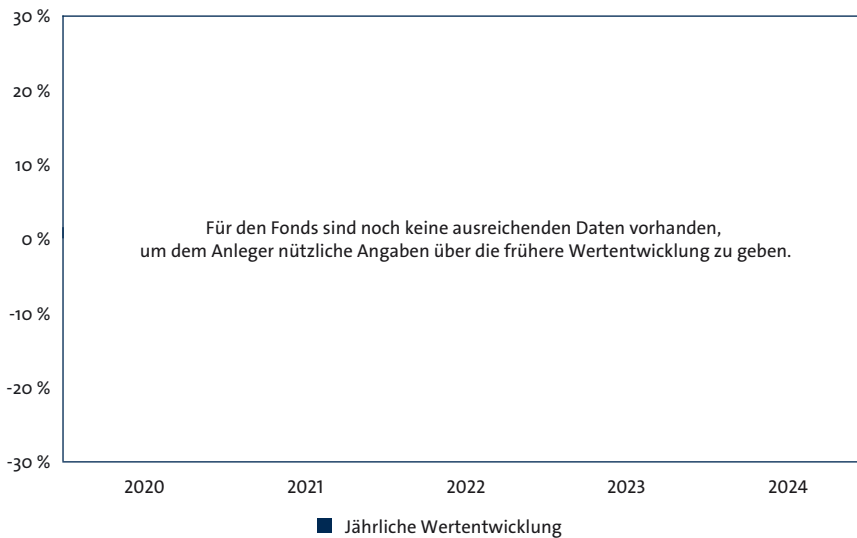 30 %
20 %
10 %
0 %
-10 %
-20 %
-30 %
Für den Fonds sind noch keine ausreichenden Daten vorhanden,
um dem Anleger nützliche Angaben über die frühere Wertentwicklung zu geben.
2020 2021 2022 2023 2024
Jährliche Wertentwicklung